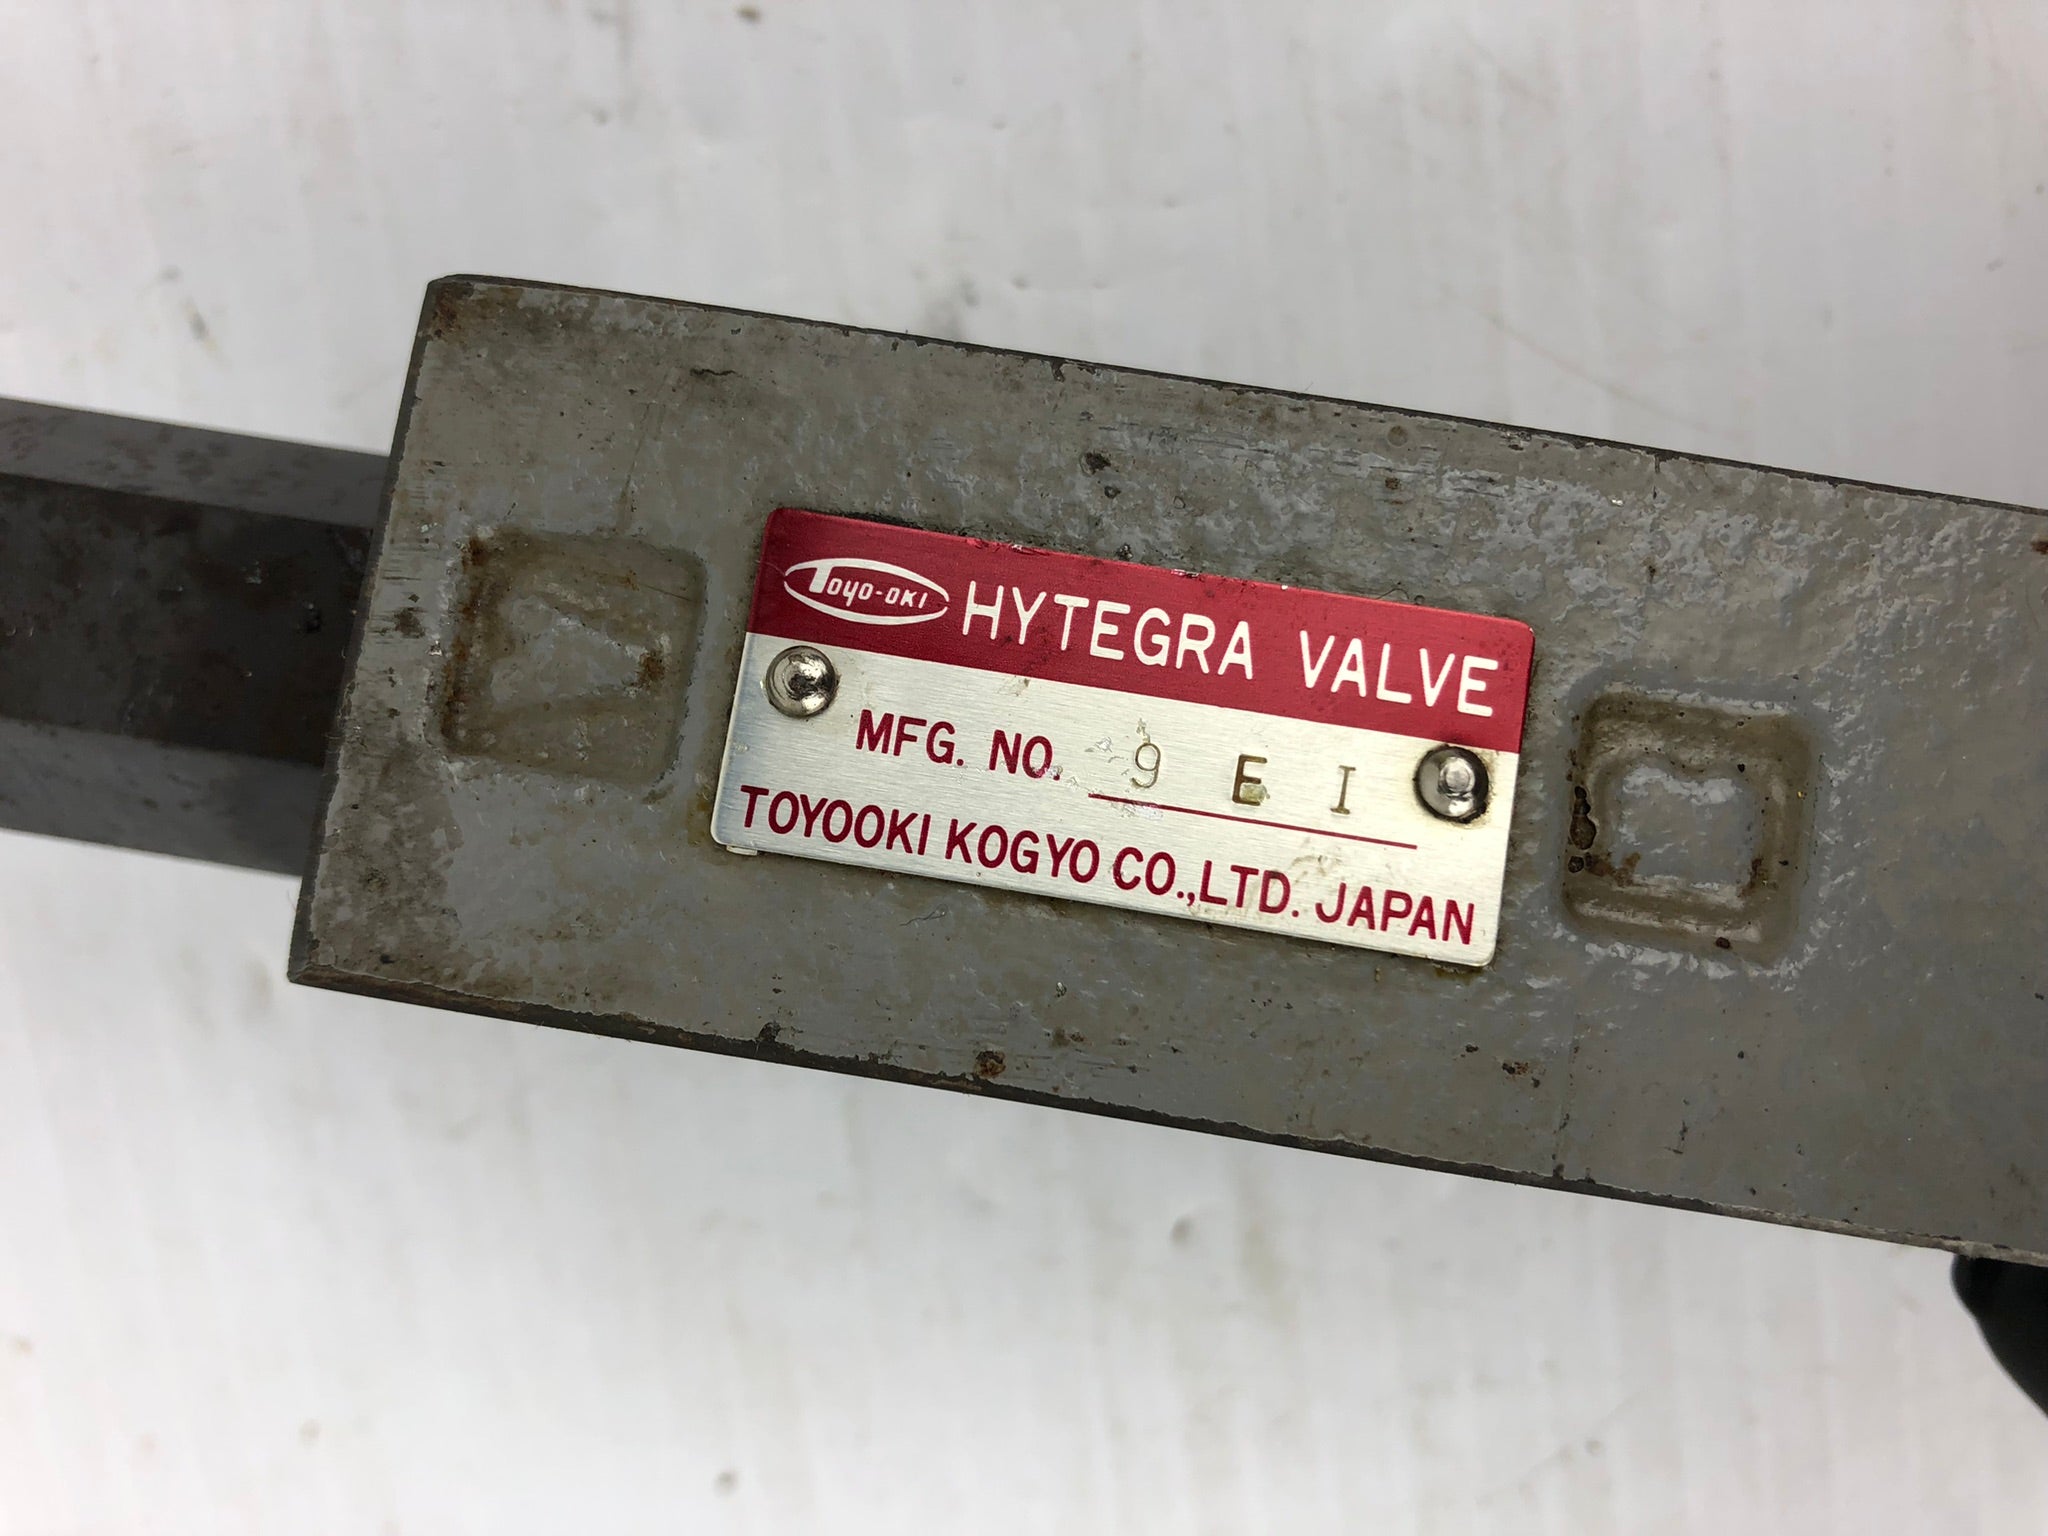 TOYO-OKI HYTEGRA VALVE
MFG. NO. 9 E I
TOYOOKI KOGYO CO.,LTD. JAPAN